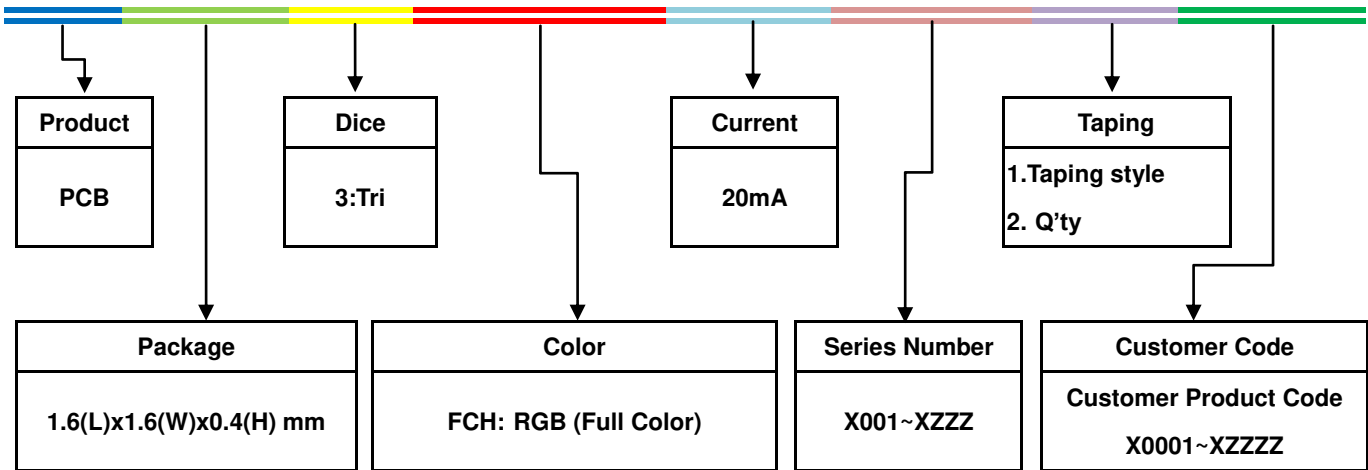 Product
PCB
Dice
3:Tri
Current
20mA
Taping
1.Taping style
2. Q’ty
Package
1.6(L)x1.6(W)x0.4(H) mm
Color
FCH: RGB (Full Color)
Series Number
X001~XZZZ
Customer Code
Customer Product Code
X0001~XZZZZ